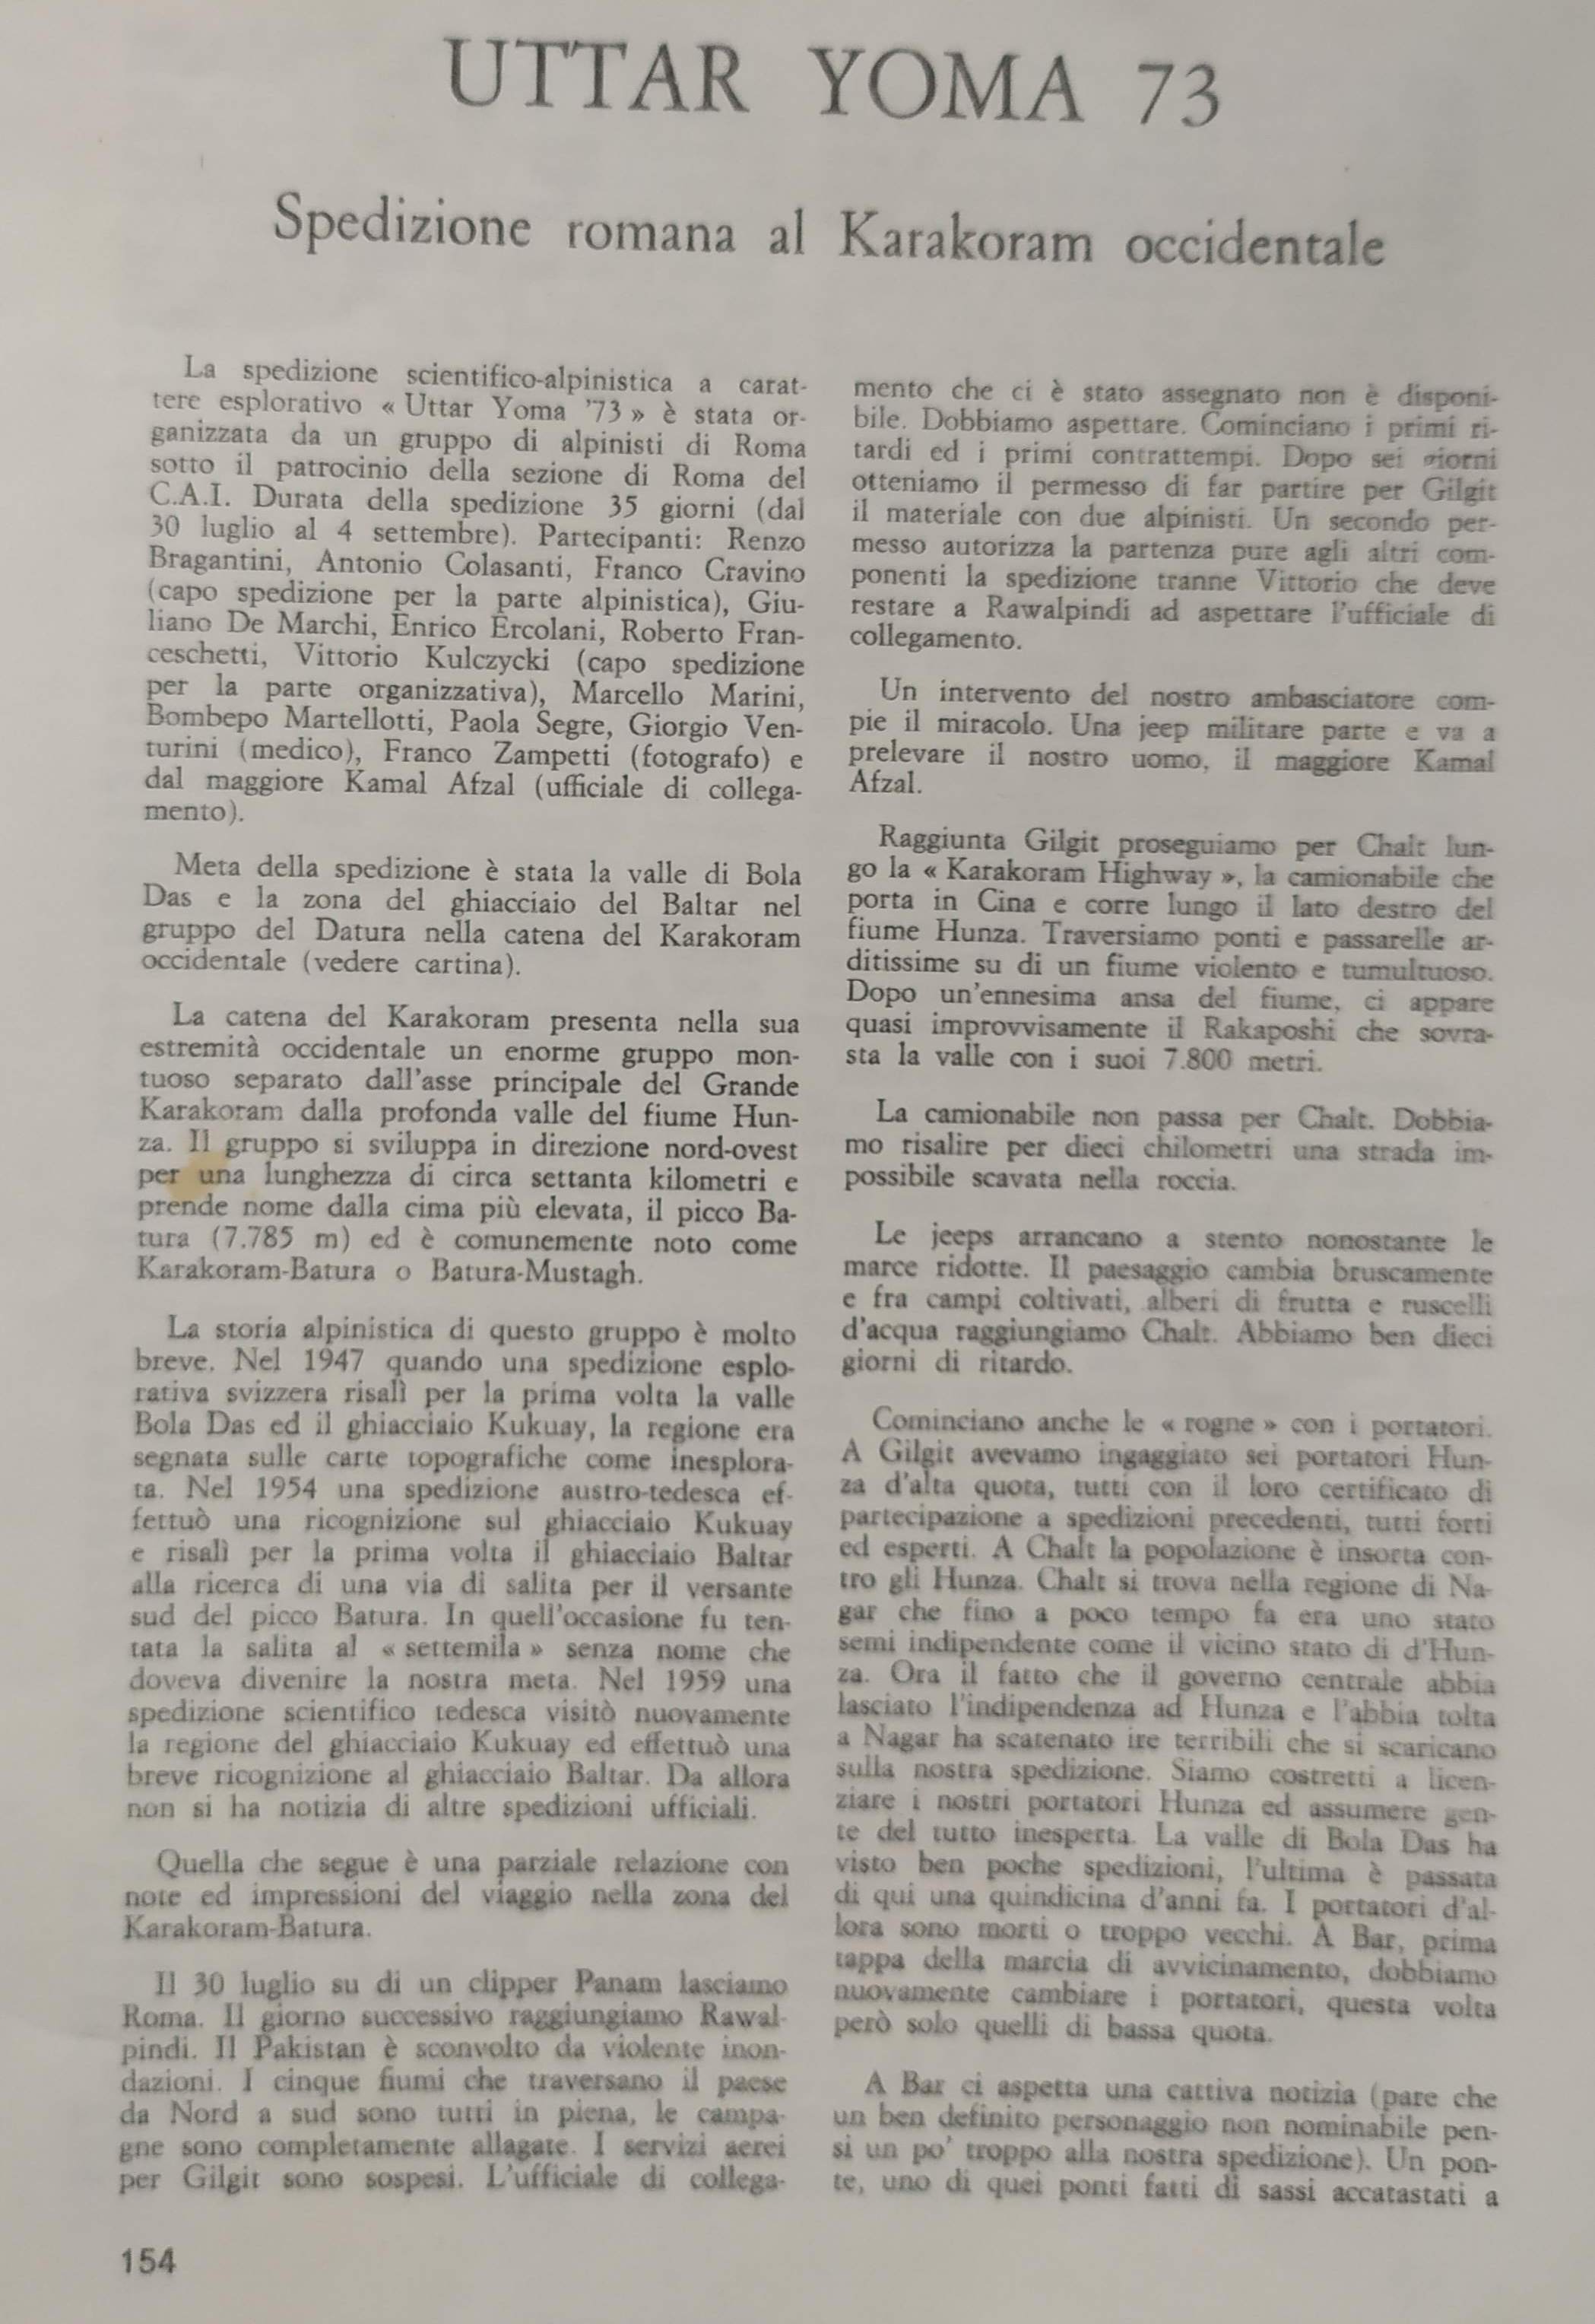 UTTAR YOMA 73
Spedizione romana al Karakoram occidentale
La spedizione scientifico-alpinistica a carat-
tere esplorativo « Uttar Yoma '73 » è stata or-
ganizzata da un gruppo di alpinisti di Roma
sotto il patrocinio della sezione di Roma del
C.A.I. Durata della spedizione 35 giorni (dal
30 luglio al 4 settembre). Partecipanti: Renzo
Bragantini, Antonio Colasanti, Franco Cravino
(capo spedizione per la parte alpinistica), Giu-
liano De Marchi, Enrico Ercolani, Roberto Fran-
ceschetti, Vittorio Kulczycki (capo spedizione
per la parte organizzativa), Marcello Marini,
Bombepo Martellotti, Paola Segre, Giorgio Ven-
turini (medico), Franco Zampetti (fotografo) e
dal maggiore Kamal Afzal (ufficiale di collega-
mento).
Meta della spedizione è stata la valle di Bola
Das e la zona del ghiacciaio del Baltar nel
gruppo del Datura nella catena del Karakoram
occidentale (vedere cartina).
La catena del Karakoram presenta nella sua
estremità occidentale un enorme gruppo mon-
tuoso separato dall'asse principale del Grande
Karakoram dalla profonda valle del fiume Hun-
za. Il gruppo si sviluppa in direzione nord-ovest
per una lunghezza di circa settanta kilometri e
prende nome dalla cima più elevata, il picco Ba-
tura (7.785 m) ed è comunemente noto come
Karakoram-Batura o Batura-Mustagh.
La storia alpinistica di questo gruppo è molto
breve. Nel 1947 quando una spedizione esplo-
rativa svizzera risalì per la prima volta la valle
Bola Das ed il ghiacciaio Kukuay, la regione era
segnata sulle carte topografiche come inesplora-
ta. Nel 1954 una spedizione austro-tedesca ef-
fettuò una ricognizione sul ghiacciaio Kukuay
e risalì per la prima volta il ghiacciaio Baltar
alla ricerca di una via di salita per il versante
sud del picco Batura. In quell'occasione fu ten-
tata la salita al « settemila » senza nome che
doveva divenire la nostra meta. Nel 1959 una
spedizione scientifico tedesca visitò nuovamente
la regione del ghiacciaio Kukuay ed effettuò una
breve ricognizione al ghiacciaio Baltar. Da allora
non si ha notizia di altre spedizioni ufficiali.
Quella che segue è una parziale relazione con
note ed impressioni del viaggio nella zona del
Karakoram-Batura.
Il 30 luglio su di un clipper Panam lasciamo
Roma. Il giorno successivo raggiungiamo Rawal-
pindi. Il Pakistan è sconvolto da violente inon-
dazioni. I cinque fiumi che traversano il paese
da Nord a sud sono tutti in piena, le campa-
gne sono completamente allagate. I servizi aerei
per Gilgit sono sospesi. L'ufficiale di collega-
mento che ci è stato assegnato non è disponi-
bile. Dobbiamo aspettare. Cominciano i primi ri-
tardi ed i primi contrattempi. Dopo sei giorni
otteniamo il permesso di far partire per Gilgit
il materiale con due alpinisti. Un secondo per-
messo autorizza la partenza pure agli altri com-
ponenti la spedizione tranne Vittorio che deve
restare a Rawalpindi ad aspettare l'ufficiale di
collegamento.
Un intervento del nostro ambasciatore com-
pie il miracolo. Una jeep militare parte e va a
prelevare il nostro uomo, il maggiore Kamal
Afzal.
Raggiunta Gilgit proseguiamo per Chalt lun-
go la « Karakoram Highway », la camionabile che
porta in Cina e corre lungo il lato destro del
fiume Hunza. Traversiamo ponti e passarelle ar-
ditissime su di un fiume violento e tumultuoso.
Dopo un'ennesima ansa del fiume, ci appare
quasi improvvisamente il Rakaposhi che sovra-
sta la valle con i suoi 7.800 metri.
La camionabile non passa per Chalt. Dobbia-
mo risalire per dieci chilometri una strada im-
possibile scavata nella roccia.
Le jeeps arrancano a stento nonostante le
marce ridotte. Il paesaggio cambia bruscamente
e fra campi coltivati, alberi di frutta e ruscelli
d'acqua raggiungiamo Chalt. Abbiamo ben dieci
giorni di ritardo.
Cominciano anche le « rogne » con i portatori.
A Gilgit avevamo ingaggiato sei portatori Hun-
za d'alta quota, tutti con il loro certificato di
partecipazione a spedizioni precedenti, tutti forti
ed esperti. A Chalt la popolazione è insorta con-
tro gli Hunza. Chalt si trova nella regione di Na-
gar che fino a poco tempo fa era uno stato
semi indipendente come il vicino stato di d'Hun-
za. Ora il fatto che il governo centrale abbia
lasciato l'indipendenza ad Hunza e l'abbia tolta
a Nagar ha scatenato ire terribili che si scaricano
sulla nostra spedizione. Siamo costretti a licen-
ziare i nostri portatori Hunza ed assumere gen-
te del tutto inesperta. La valle di Bola Das ha
visto ben poche spedizioni, l'ultima è passata
di qui una quindicina d'anni fa. I portatori d'al-
lora sono morti o troppo vecchi. A Bar, prima
tappa della marcia di avvicinamento, dobbiamo
nuovamente cambiare i portatori, questa volta
però solo quelli di bassa quota.
A Bar ci aspetta una cattiva notizia (pare che
un ben definito personaggio non nominabile pen-
si un po' troppo alla nostra spedizione). Un pon-
te, uno di quei ponti fatti di sassi accatastati a
154